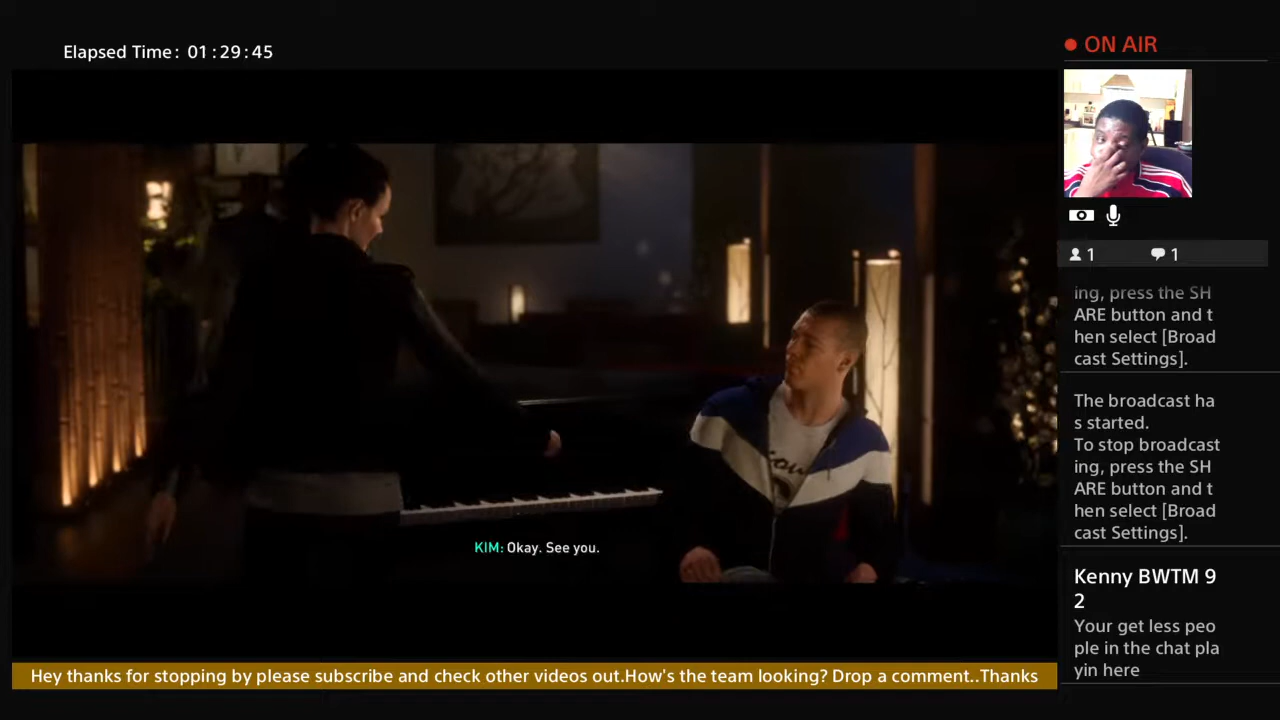 Elapsed Time: 01:29:45
ON AIR
1
1
ing, press the SH
ARE button and t
hen select [Broad
cast Settings].
The broadcast ha
s started.
To stop broadcast
ing, press the SH
ARE button and t
hen select [Broad
cast Settings].
Kenny BWTM 9
2
Your get less peo
ple in the chat pla
yin here
KIM: Okay. See you.
Hey thanks for stopping by please subscribe and check other videos out.How's the team looking? Drop a comment..Thanks